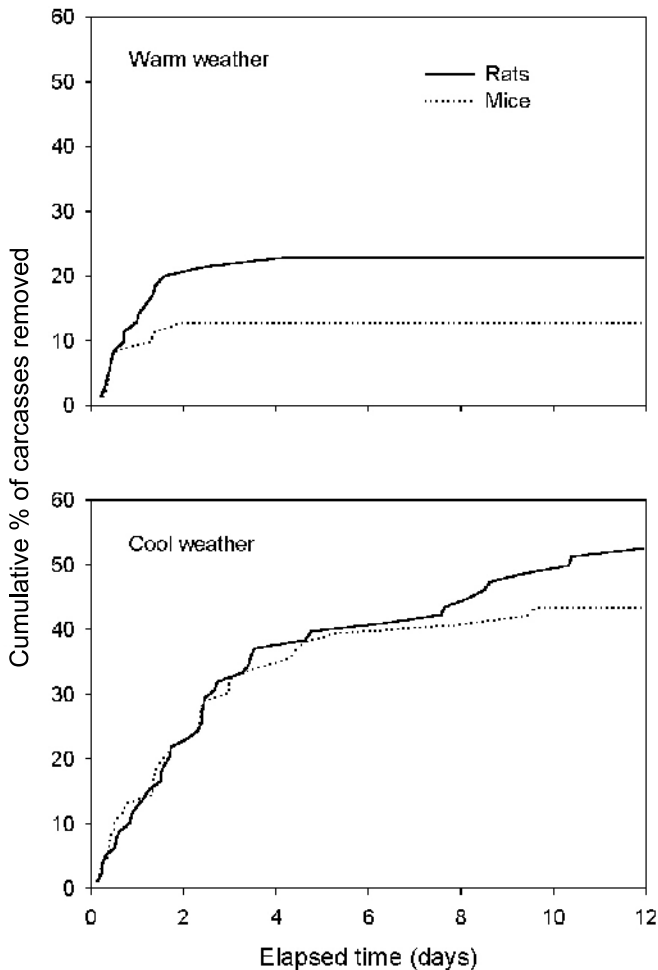 Cumulative % of carcasses removed
60
50
40
30
20
10
0
Warm weather
Rats
Mice
60
50
40
30
20
10
0
Cool weather
0 2 4 6 8 10 12
Elapsed time (days)